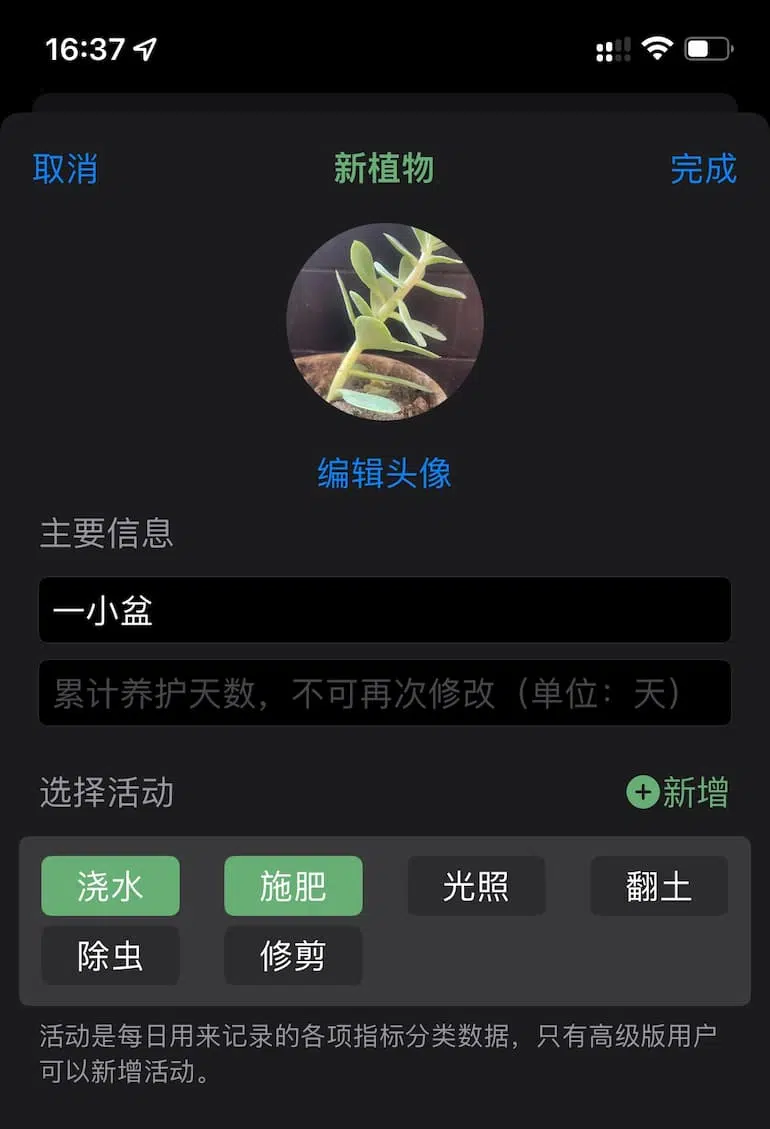 16:37
取消 新植物 完成
编辑头像
主要信息
一小盆
累计养护天数，不可再次修改（单位：天）
选择活动 新增
浇水 施肥 光照 翻土
除虫 修剪
活动是每日用来记录的各项指标分类数据，只有高级版用户
可以新增活动。